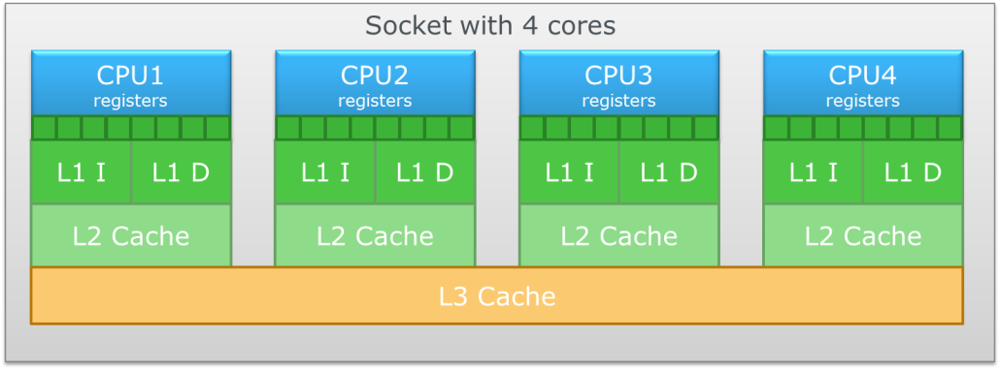 Socket with 4 cores
CPU1
registers
CPU2
registers
CPU3
registers
CPU4
registers
L1 I
L1 D
L1 I
L1 D
L1 I
L1 D
L1 I
L1 D
L2 Cache
L2 Cache
L2 Cache
L2 Cache
L3 Cache